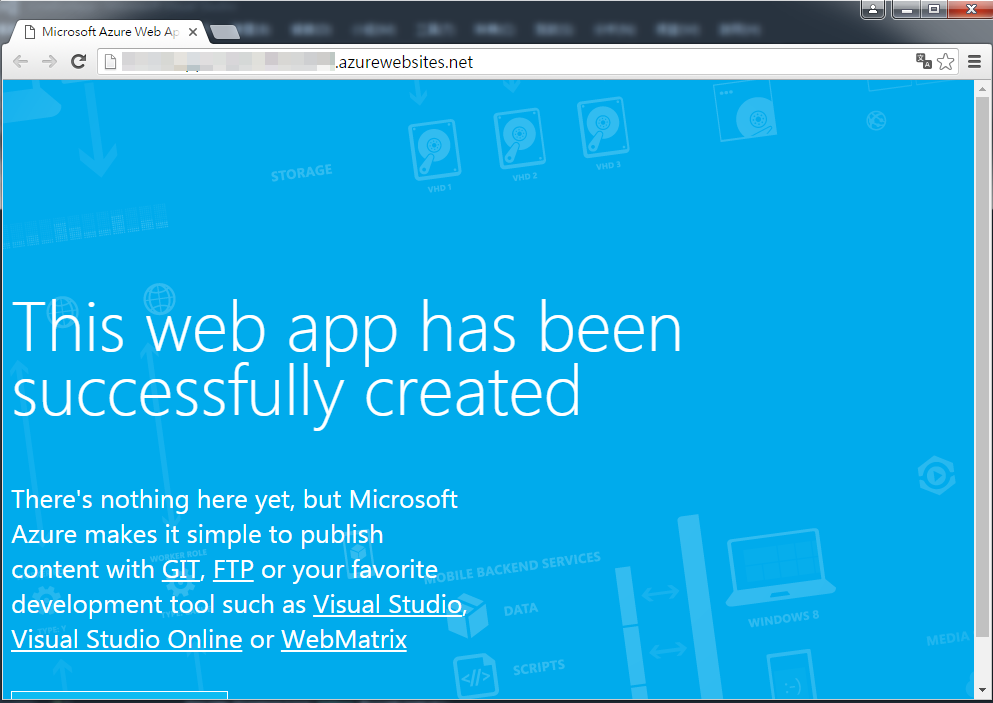 Microsoft Azure Web Ap
.azurewebsites.net
STORAGE
VHD 1
VHD 2
VHD 3
This web app has been
successfully created
There's nothing here yet, but Microsoft
Azure makes it simple to publish
content with GIT, FTP or your favorite
development tool such as Visual Studio,
Visual Studio Online or WebMatrix
WORKER ROLE
MOBILE BACKEND SERVICES
DATA
SCRIPTS
WINDOWS 8
MEDIA